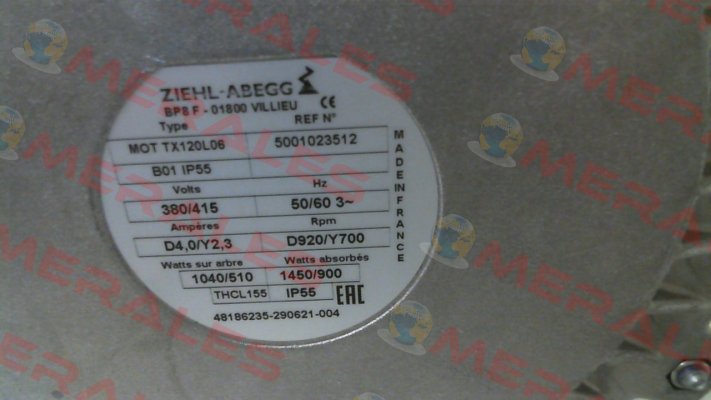 ZIEHL-ABEGG
BP8 F - 01800 VILLIEU CE
Type REF N°
MOT TX120L06 5001023512
B01 IP55
Volts Hz
380/415 50/60 3~
Ampères Rpm
D4,0/Y2,3 D920/Y700
Watts sur arbre Watts absorbés
1040/510 1450/900
THCL155 IP55 EAC
48186235-290621-004
MADE IN FRANCE
MERALES
MERALES
MERALES
MERALES
MERALES